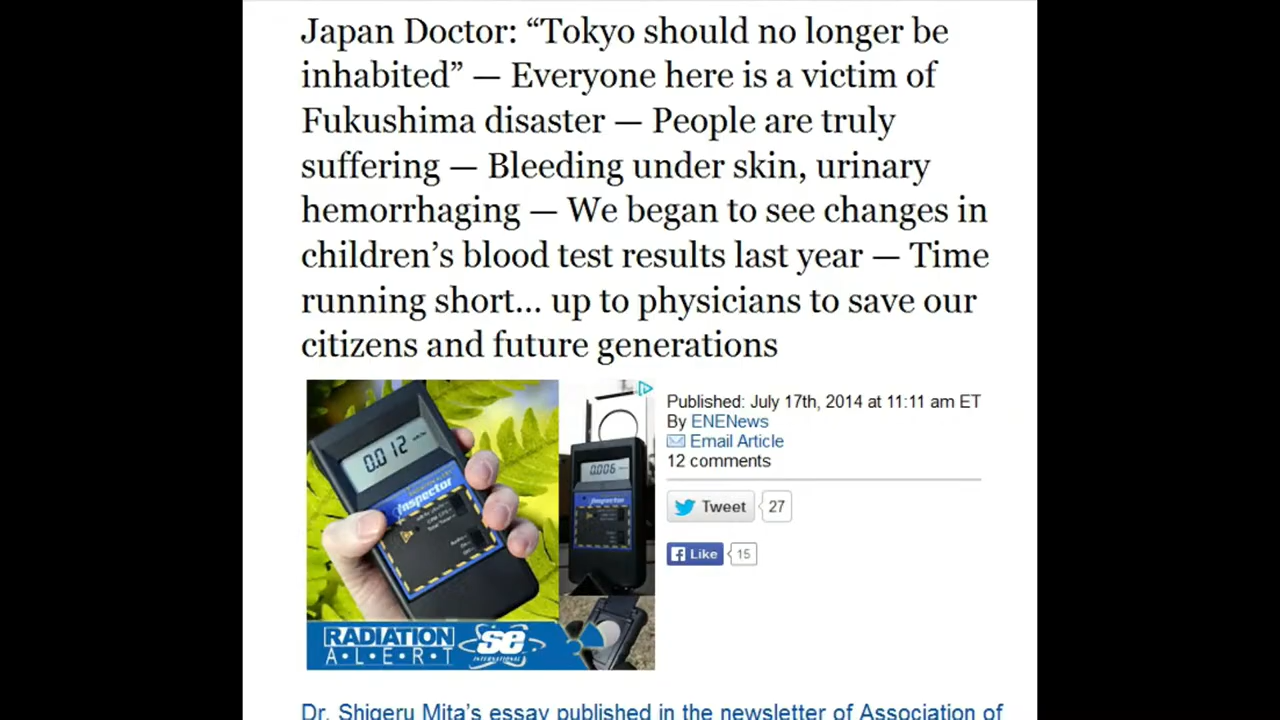 Japan Doctor: “Tokyo should no longer be
inhabited” — Everyone here is a victim of
Fukushima disaster — People are truly
suffering — Bleeding under skin, urinary
hemorrhaging — We began to see changes in
children’s blood test results last year — Time
running short... up to physicians to save our
citizens and future generations
0.012
Inspector
0.006
Inspector
RADIATION
A•L•E•R•T
se
INTERNATIONAL
Published: July 17th, 2014 at 11:11 am ET
By ENENews
Email Article
12 comments
Tweet 27
Like 15
Dr. Shigeru Mita’s essay published in the newsletter of Association of